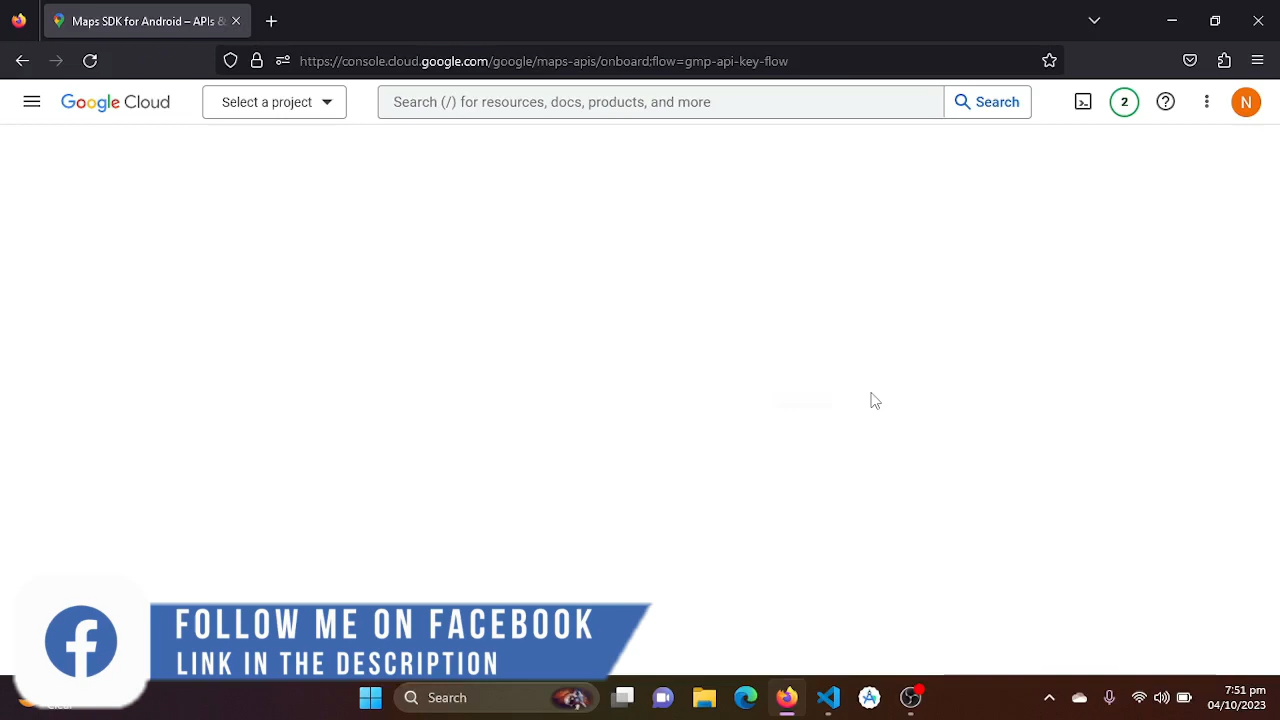 Maps SDK for Android – APIs &
https://console.cloud.google.com/google/maps-apis/onboard;flow=gmp-api-key-flow
Google Cloud
Select a project
Search (/) for resources, docs, products, and more
Search
2
N
FOLLOW ME ON FACEBOOK
LINK IN THE DESCRIPTION
Clear
Search
7:51 pm
04/10/2023